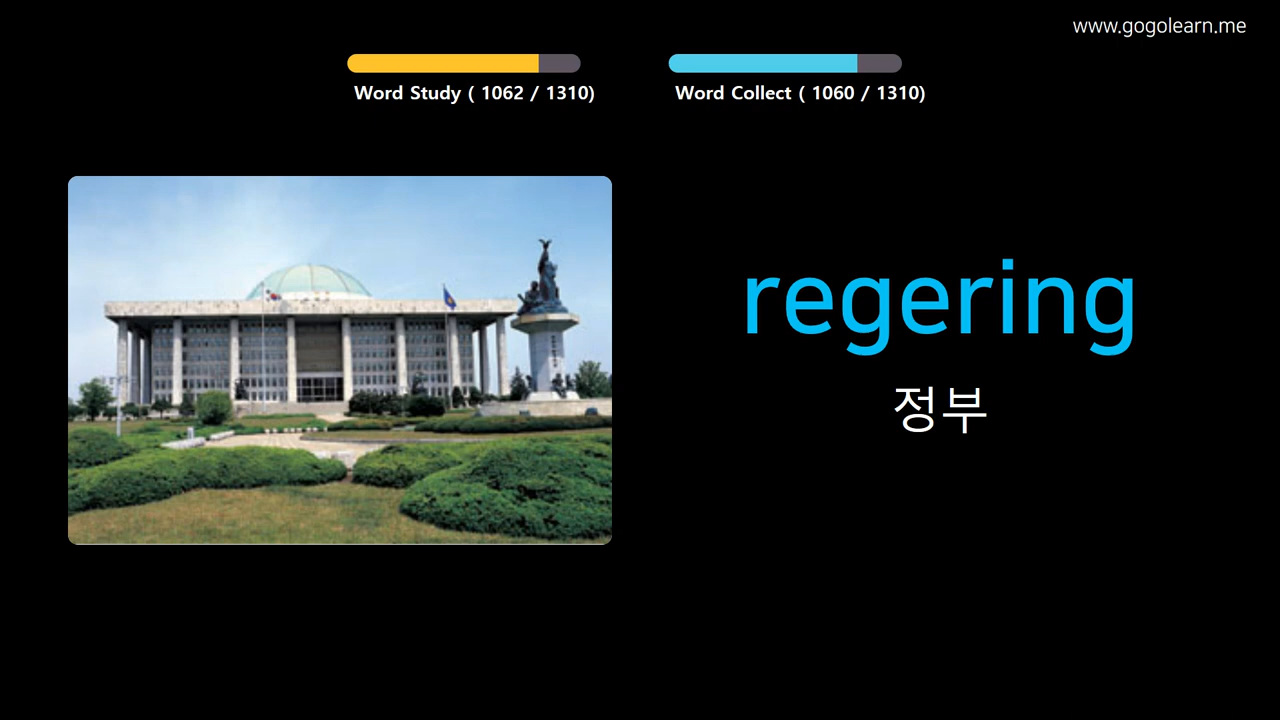 www.gogolearn.me
Word Study ( 1062 / 1310)
Word Collect ( 1060 / 1310)
regering
정부